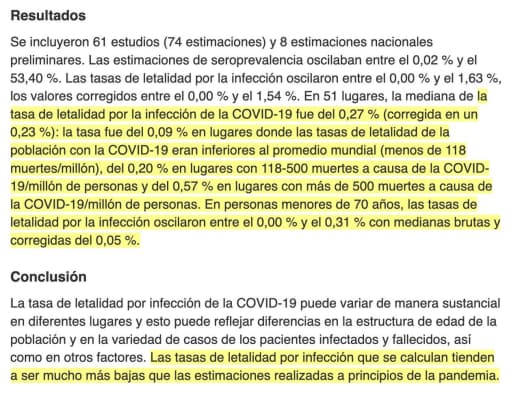 Resultados
Se incluyeron 61 estudios (74 estimaciones) y 8 estimaciones nacionales
preliminares. Las estimaciones de seroprevalencia oscilaban entre el 0,02 % y el
53,40 %. Las tasas de letalidad por la infección oscilaron entre el 0,00 % y el 1,63 %,
los valores corregidos entre el 0,00 % y el 1,54 %. En 51 lugares, la mediana de la
tasa de letalidad por la infección de la COVID-19 fue del 0,27 % (corregida en un
0,23 %): la tasa fue del 0,09 % en lugares donde las tasas de letalidad de la
población con la COVID-19 eran inferiores al promedio mundial (menos de 118
muertes/millón), del 0,20 % en lugares con 118-500 muertes a causa de la COVID-
19/millón de personas y del 0,57 % en lugares con más de 500 muertes a causa de
la COVID-19/millón de personas. En personas menores de 70 años, las tasas de
letalidad por la infección oscilaron entre el 0,00 % y el 0,31 % con medianas brutas y
corregidas del 0,05 %.
Conclusión
La tasa de letalidad por infección de la COVID-19 puede variar de manera sustancial
en diferentes lugares y esto puede reflejar diferencias en la estructura de edad de la
población y en la variedad de casos de los pacientes infectados y fallecidos, así
como en otros factores. Las tasas de letalidad por infección que se calculan tienden
a ser mucho más bajas que las estimaciones realizadas a principios de la pandemia.